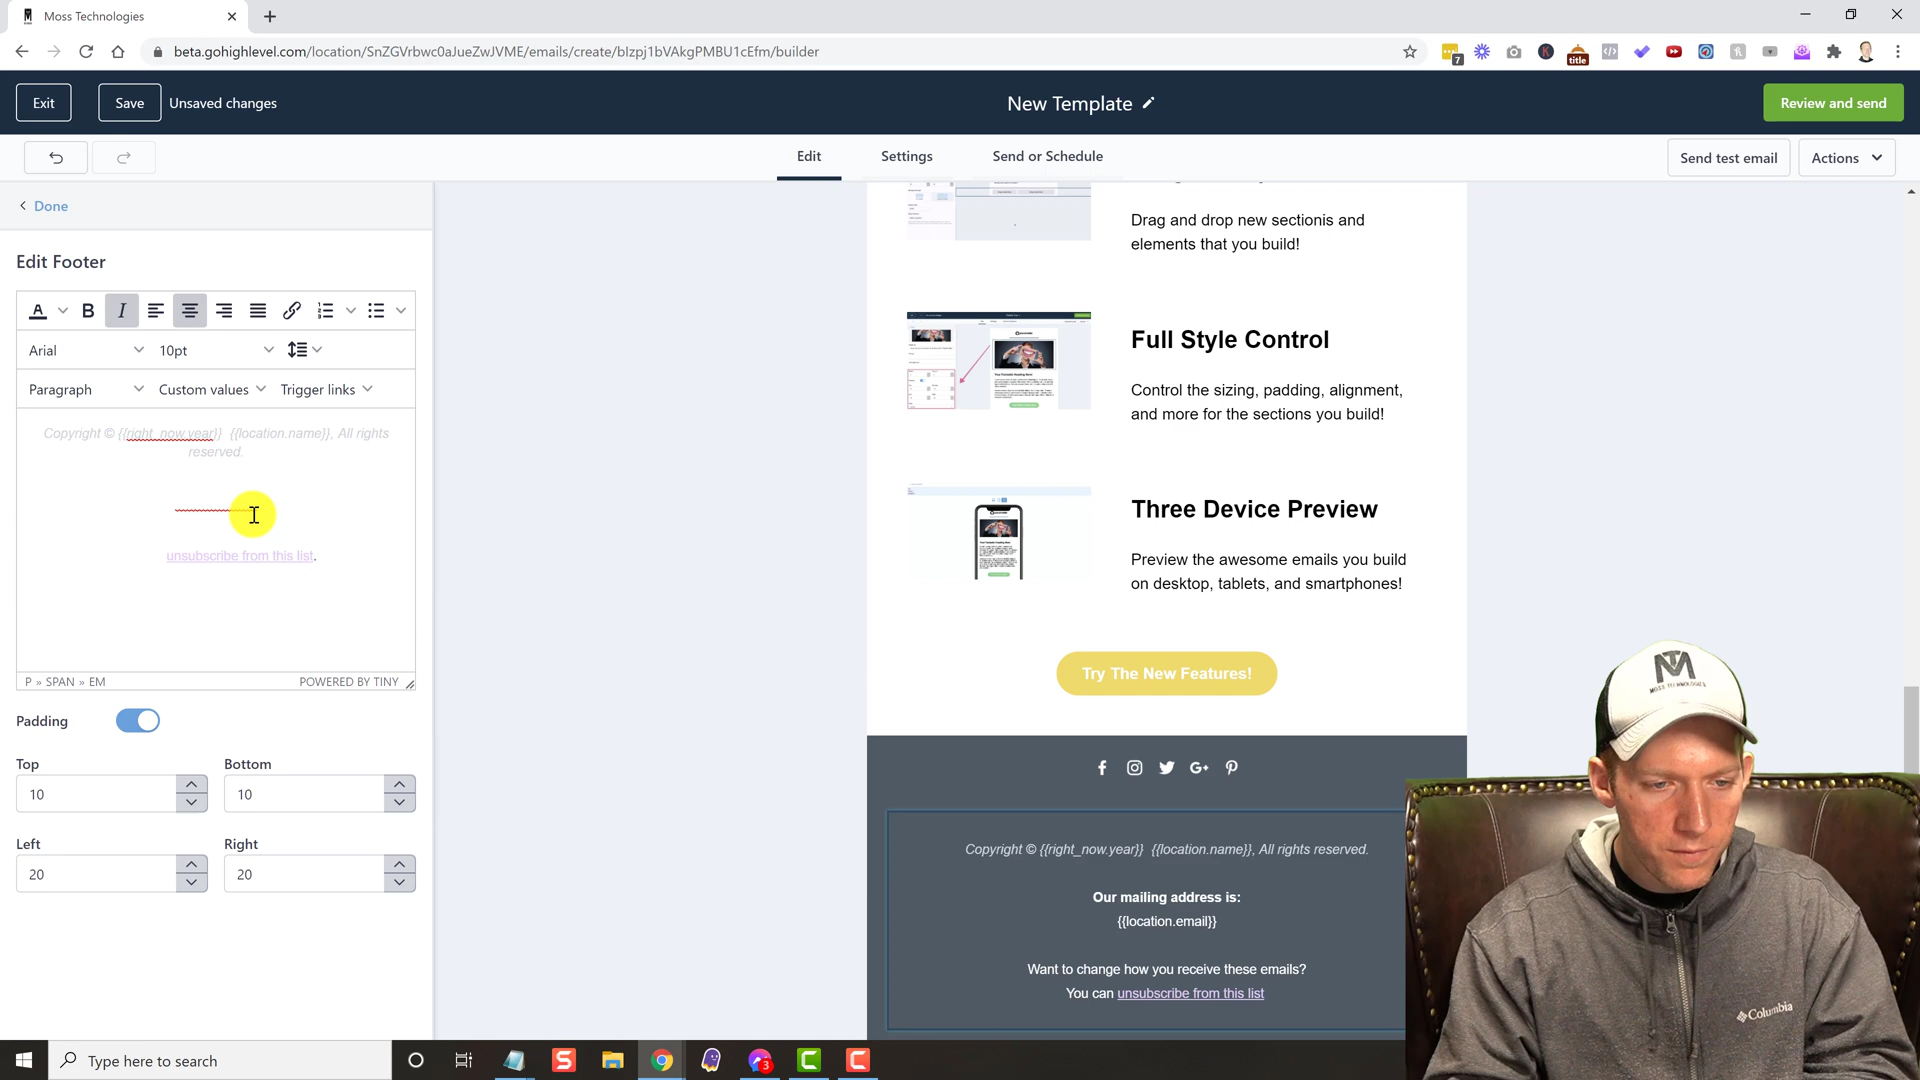 Moss Technologies
beta.gohighlevel.com/location/SnZGVrbwc0aJueZwJVME/emails/create/blzpj1bVAkgPMBU1cEfm/builder
7
title
Exit
Save
Unsaved changes
New Template
Review and send
Edit
Settings
Send or Schedule
Send test email
Actions
Done
Edit Footer
A
B
I
Arial
10pt
Paragraph
Custom values
Trigger links
Copyright © {{right_now.year}} {{location.name}}, All rights
reserved.
unsubscribe from this list.
P » SPAN » EM
POWERED BY TINY
Padding
Top
Bottom
10
10
Left
Right
20
20
Drag and drop new sectionis and
elements that you build!
Full Style Control
Control the sizing, padding, alignment,
and more for the sections you build!
Three Device Preview
Preview the awesome emails you build
on desktop, tablets, and smartphones!
Try The New Features!
Copyright © {{right_now.year}} {{location.name}}, All rights reserved.
Our mailing address is:
{{location.email}}
Want to change how you receive these emails?
You can unsubscribe from this list
MOSS TECHNOLOGIES
Columbia
Type here to search
3